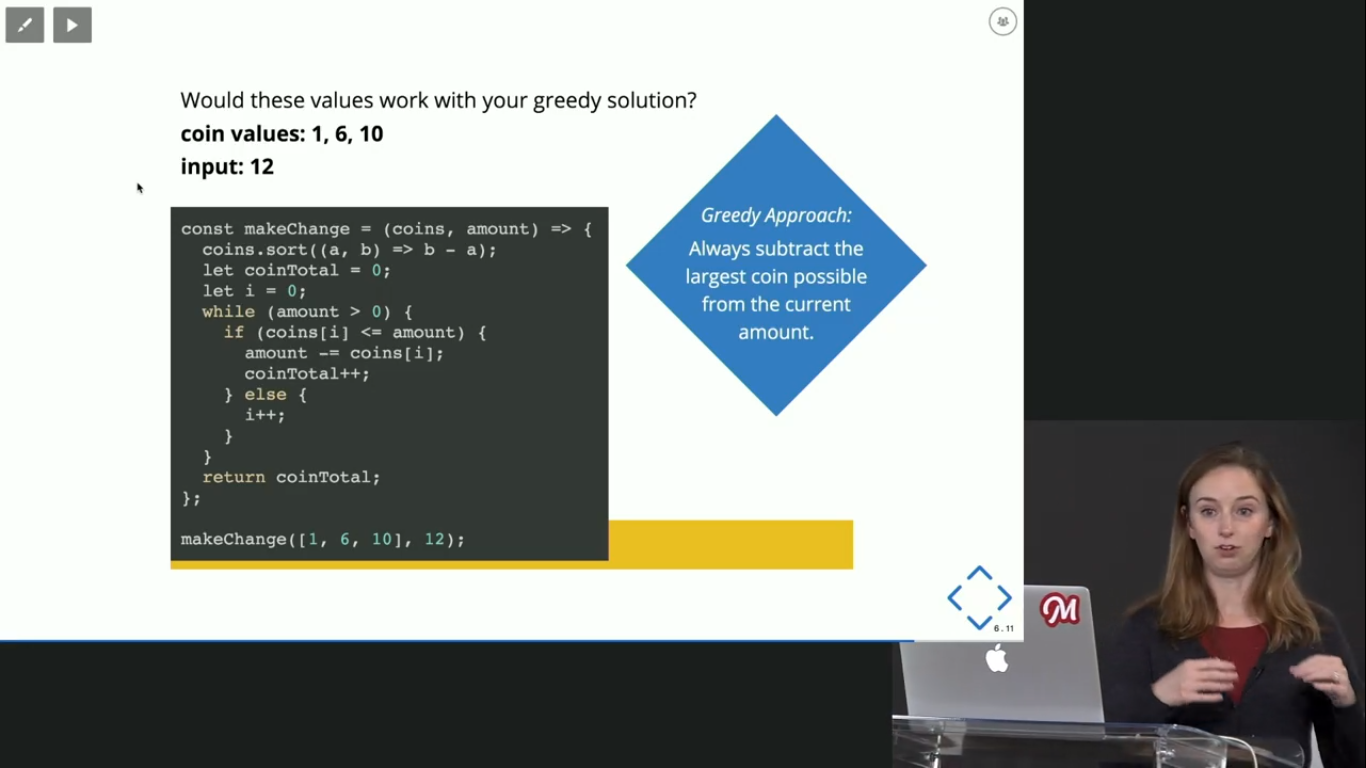 Would these values work with your greedy solution?
coin values: 1, 6, 10
input: 12
const makeChange = (coins, amount) => {
  coins.sort((a, b) => b - a);
  let coinTotal = 0;
  let i = 0;
  while (amount > 0) {
    if (coins[i] <= amount) {
      amount -= coins[i];
      coinTotal++;
    } else {
      i++;
    }
  }
  return coinTotal;
};
makeChange([1, 6, 10], 12);
Greedy Approach:
Always subtract the
largest coin possible
from the current
amount.
6.11
M